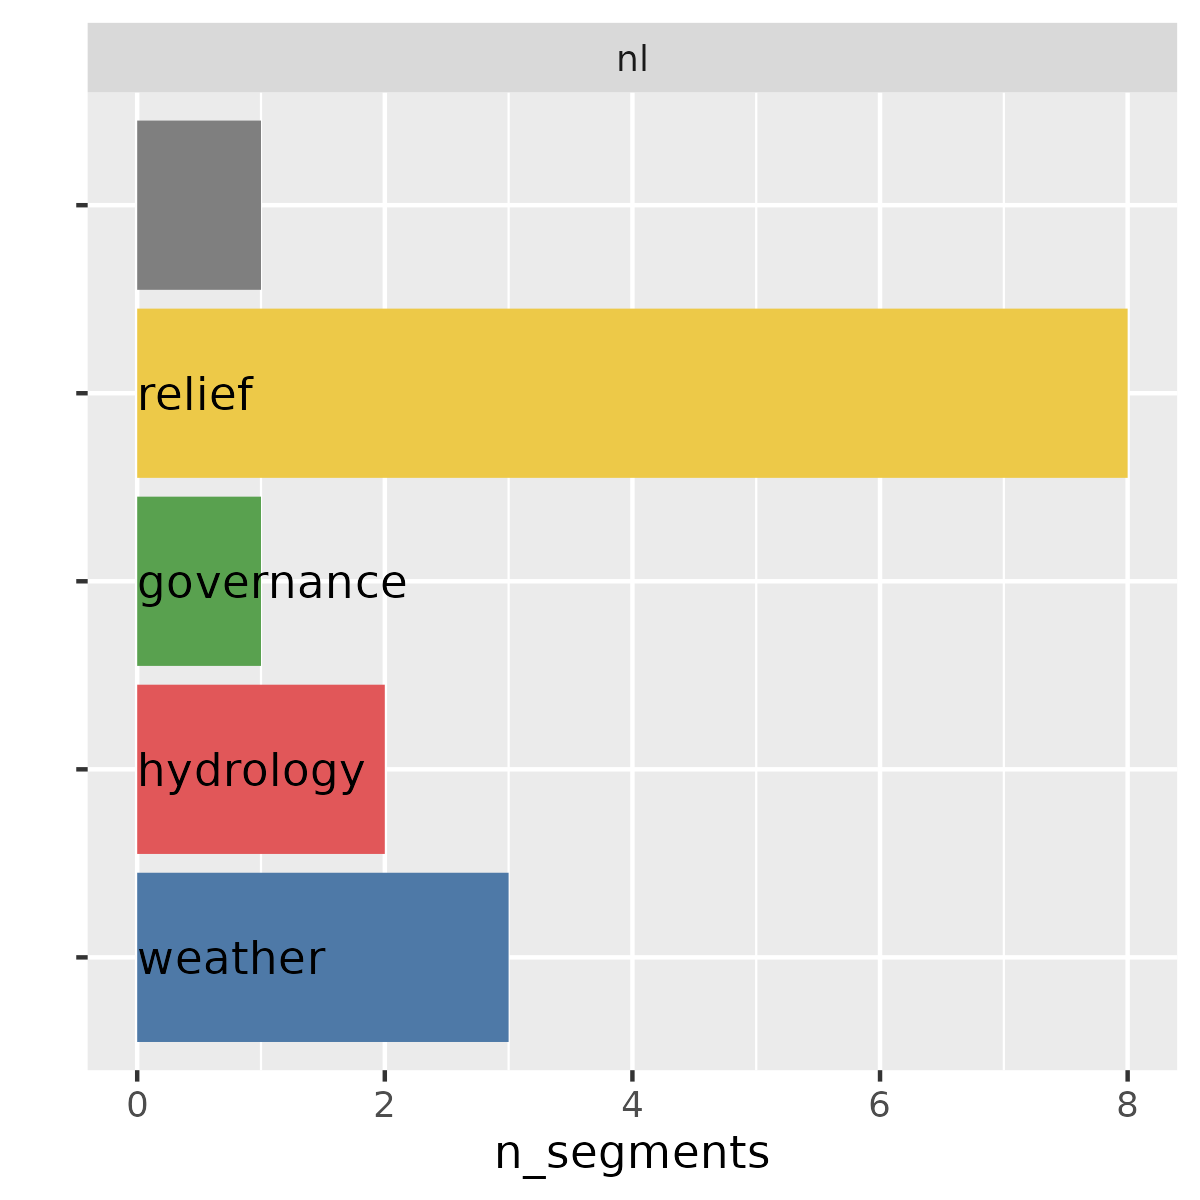 nl
relief
governance
hydrology
weather
0 2 4 6 8
n_segments